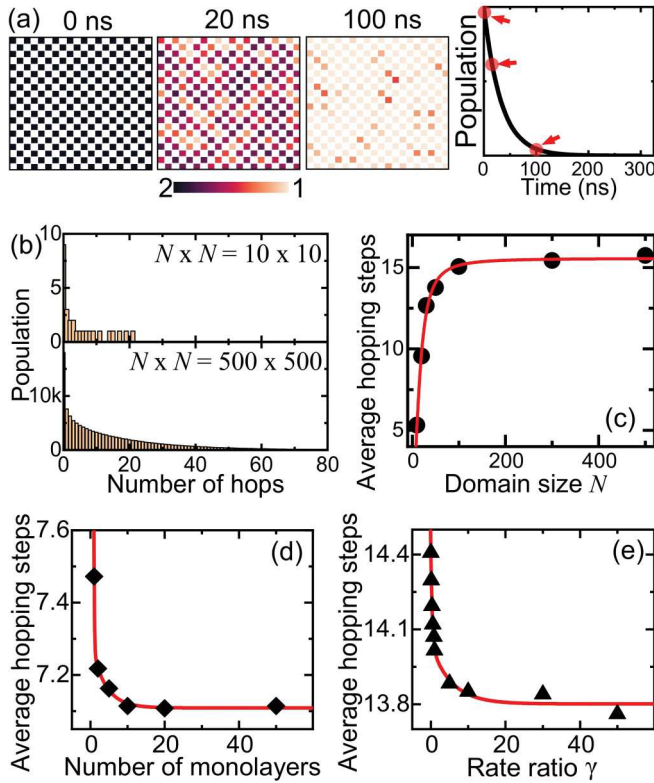 (a)
0 ns
20 ns
100 ns
2
1
Population
0
100
200
300
Time (ns)
(b)
N x N = 10 x 10
10
5
0
N x N = 500 x 500
10k
0
Population
0
20
40
60
80
Number of hops
(c)
15
10
5
Average hopping steps
0
200
400
Domain size N
(d)
7.6
7.4
7.2
Average hopping steps
0
20
40
Number of monolayers
(e)
14.4
14.1
13.8
Average hopping steps
0
20
40
Rate ratio γ